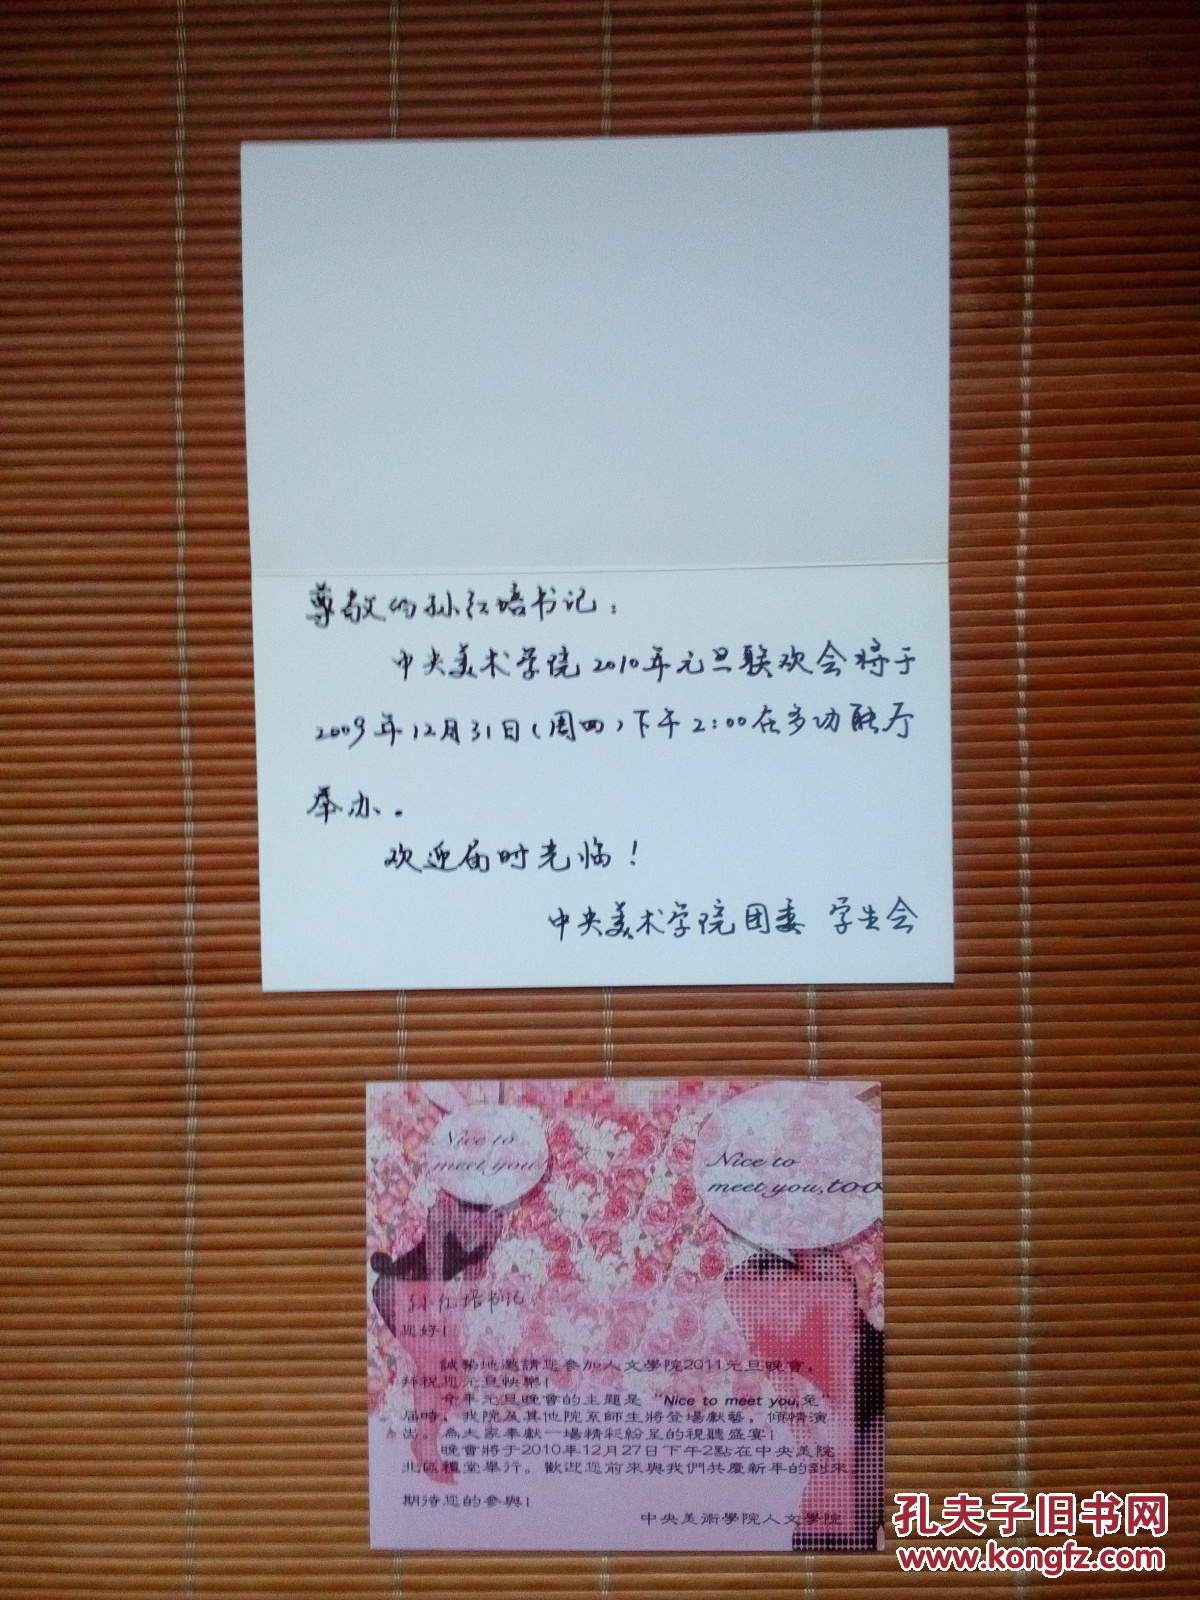 尊敬的孙红培书记：
中央美术学院2010年元旦联欢会将于
2009年12月31日(周四)下午2:00在多功能厅
举办.
欢迎届时光临!
中央美术学院团委 学生会
Nice to
meet you
Nice to
meet you,too
孙红培书记
您好!
誠摯地邀請您參加人文學院2011元旦晚會，
并祝您元旦快樂!
今年元旦晚會的主題是“Nice to meet you,兔”
届時，我院及其他院系師生將登場獻藝，傾情演
出。為大家奉獻一場精彩紛呈的視聽盛宴!
晚會將于2010年12月27日下午2點在中央美院
北區禮堂舉行。歡迎您前來與我們共慶新年的到來。
期待您的參與!
中央美術學院人文學院
孔夫子旧书网
www.kongfz.com